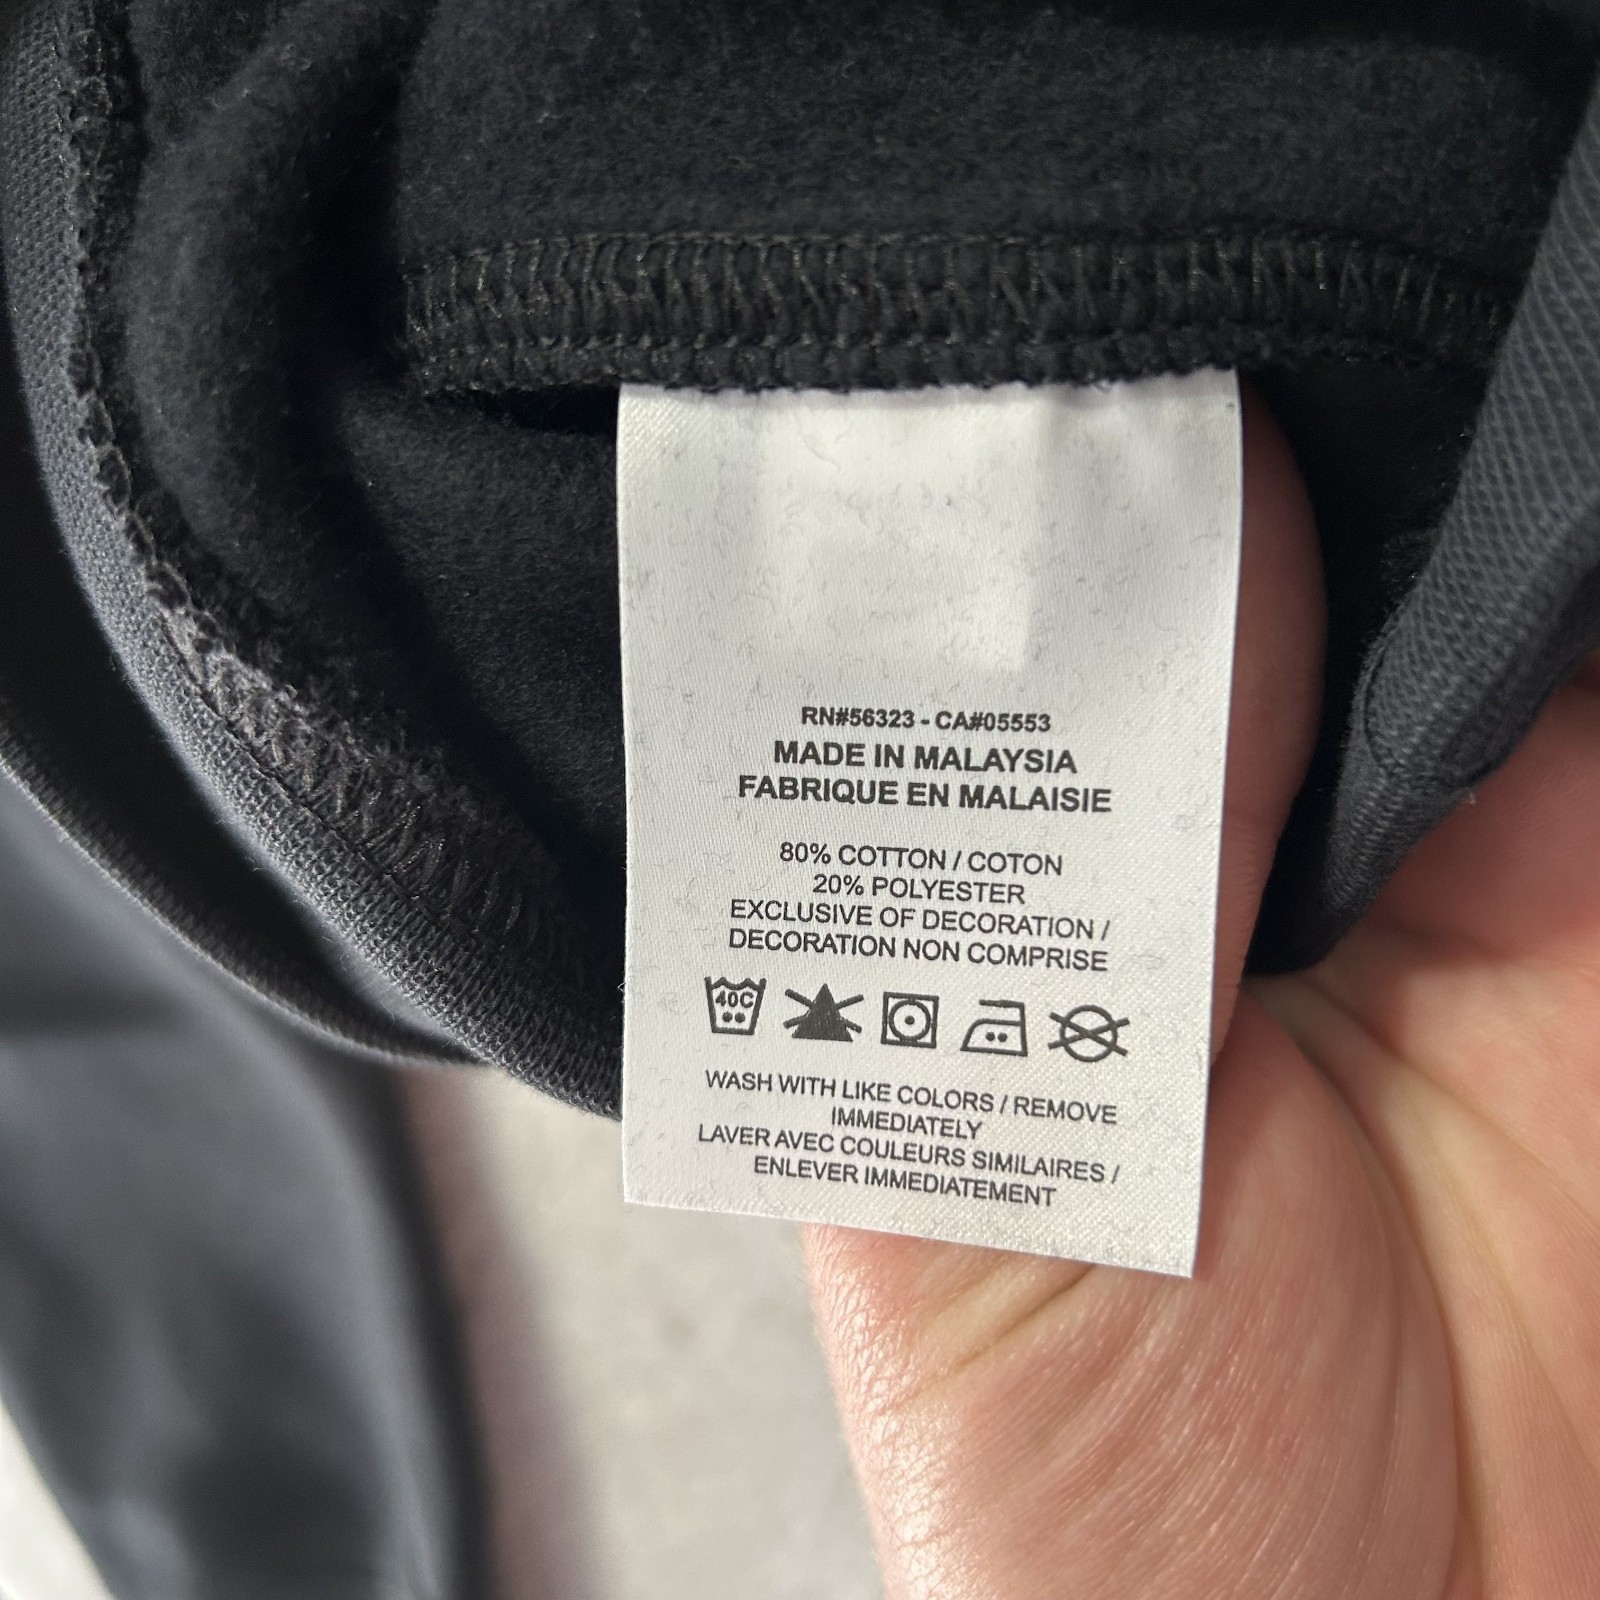 RN#56323 - CA#05553
MADE IN MALAYSIA
FABRIQUE EN MALAISIE
80% COTTON / COTON
20% POLYESTER
EXCLUSIVE OF DECORATION /
DECORATION NON COMPRISE
40C
WASH WITH LIKE COLORS / REMOVE
IMMEDIATELY
LAVER AVEC COULEURS SIMILAIRES /
ENLEVER IMMEDIATEMENT